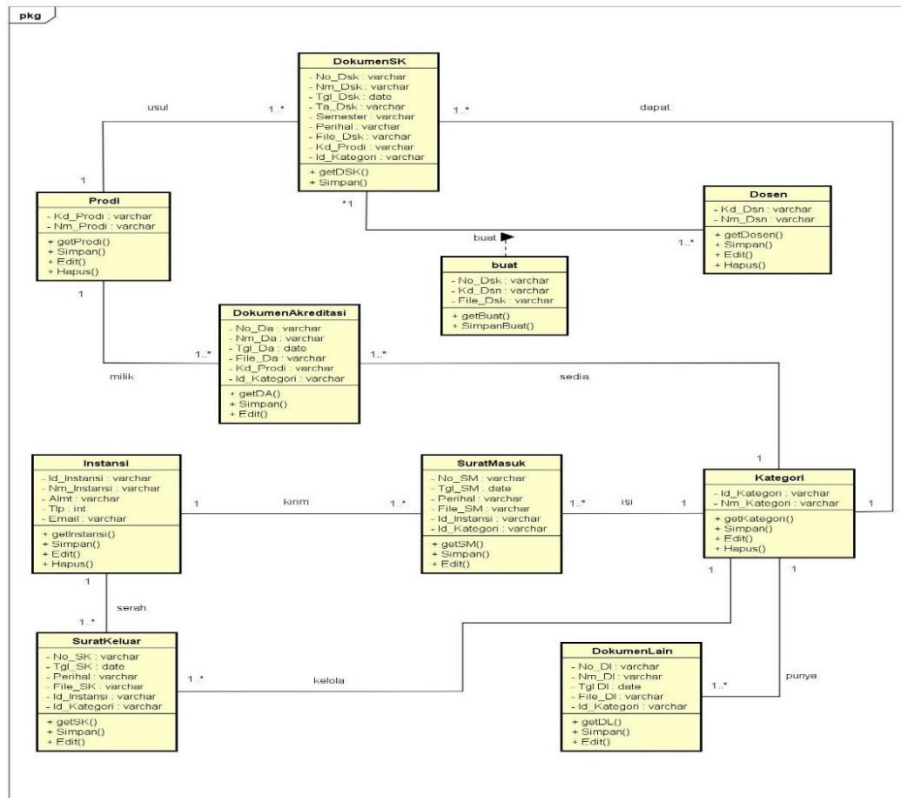 pkg
DokumenSK
- No_Dsk : varchar
- Nm_Dsk : varchar
- Tgl_Dsk : date
- Ta_Dsk : varchar
- Semester : varchar
- Perihal : varchar
- File_Dsk : varchar
- Kd_Prodi : varchar
- Id_Kategori : varchar
+ getDSK()
+ Simpan()
usul
1..*
1..*
dapat
1
*1
Prodi
- Kd_Prodi : varchar
- Nm_Prodi : varchar
+ getProdi()
+ Simpan()
+ Edit()
+ Hapus()
1
Dosen
- Kd_Dsn : varchar
- Nm_Dsn : varchar
+ getDosen()
+ Simpan()
+ Edit()
+ Hapus()
buat
1..*
buat
- No_Dsk : varchar
- Kd_Dsn : varchar
- File_Dsk : varchar
+ getBuat()
+ SimpanBuat()
DokumenAkreditasi
- No_Da : varchar
- Nm_Da : varchar
- Tgl_Da : date
- File_Da : varchar
- Kd_Prodi : varchar
- Id_Kategori : varchar
+ getDA()
+ Simpan()
+ Edit()
milik
1..*
1..*
sedia
1
Instansi
- Id_Instansi : varchar
- Nm_Instansi : varchar
- Almt : varchar
- Tlp : int
- Email : varchar
+ getInstansi()
+ Simpan()
+ Edit()
+ Hapus()
1
kirim
1..*
SuratMasuk
- No_SM : varchar
- Tgl_SM : date
- Perihal : varchar
- File_SM : varchar
- Id_Instansi : varchar
- Id_Kategori : varchar
+ getSM()
+ Simpan()
+ Edit()
1..*
isi
1
Kategori
- Id_Kategori : varchar
- Nm_Kategori : varchar
+ getKategori()
+ Simpan()
+ Edit()
+ Hapus()
1
1
1
1
serah
1..*
SuratKeluar
- No_SK : varchar
- Tgl_SK : date
- Perihal : varchar
- File_SK : varchar
- Id_Instansi : varchar
- Id_Kategori : varchar
+ getSK()
+ Simpan()
+ Edit()
1..*
kelola
DokumenLain
- No_Dl : varchar
- Nm_Dl : varchar
- Tgl Dl : date
- File_Dl : varchar
- Id_Kategori : varchar
+ getDL()
+ Simpan()
+ Edit()
1..*
punya